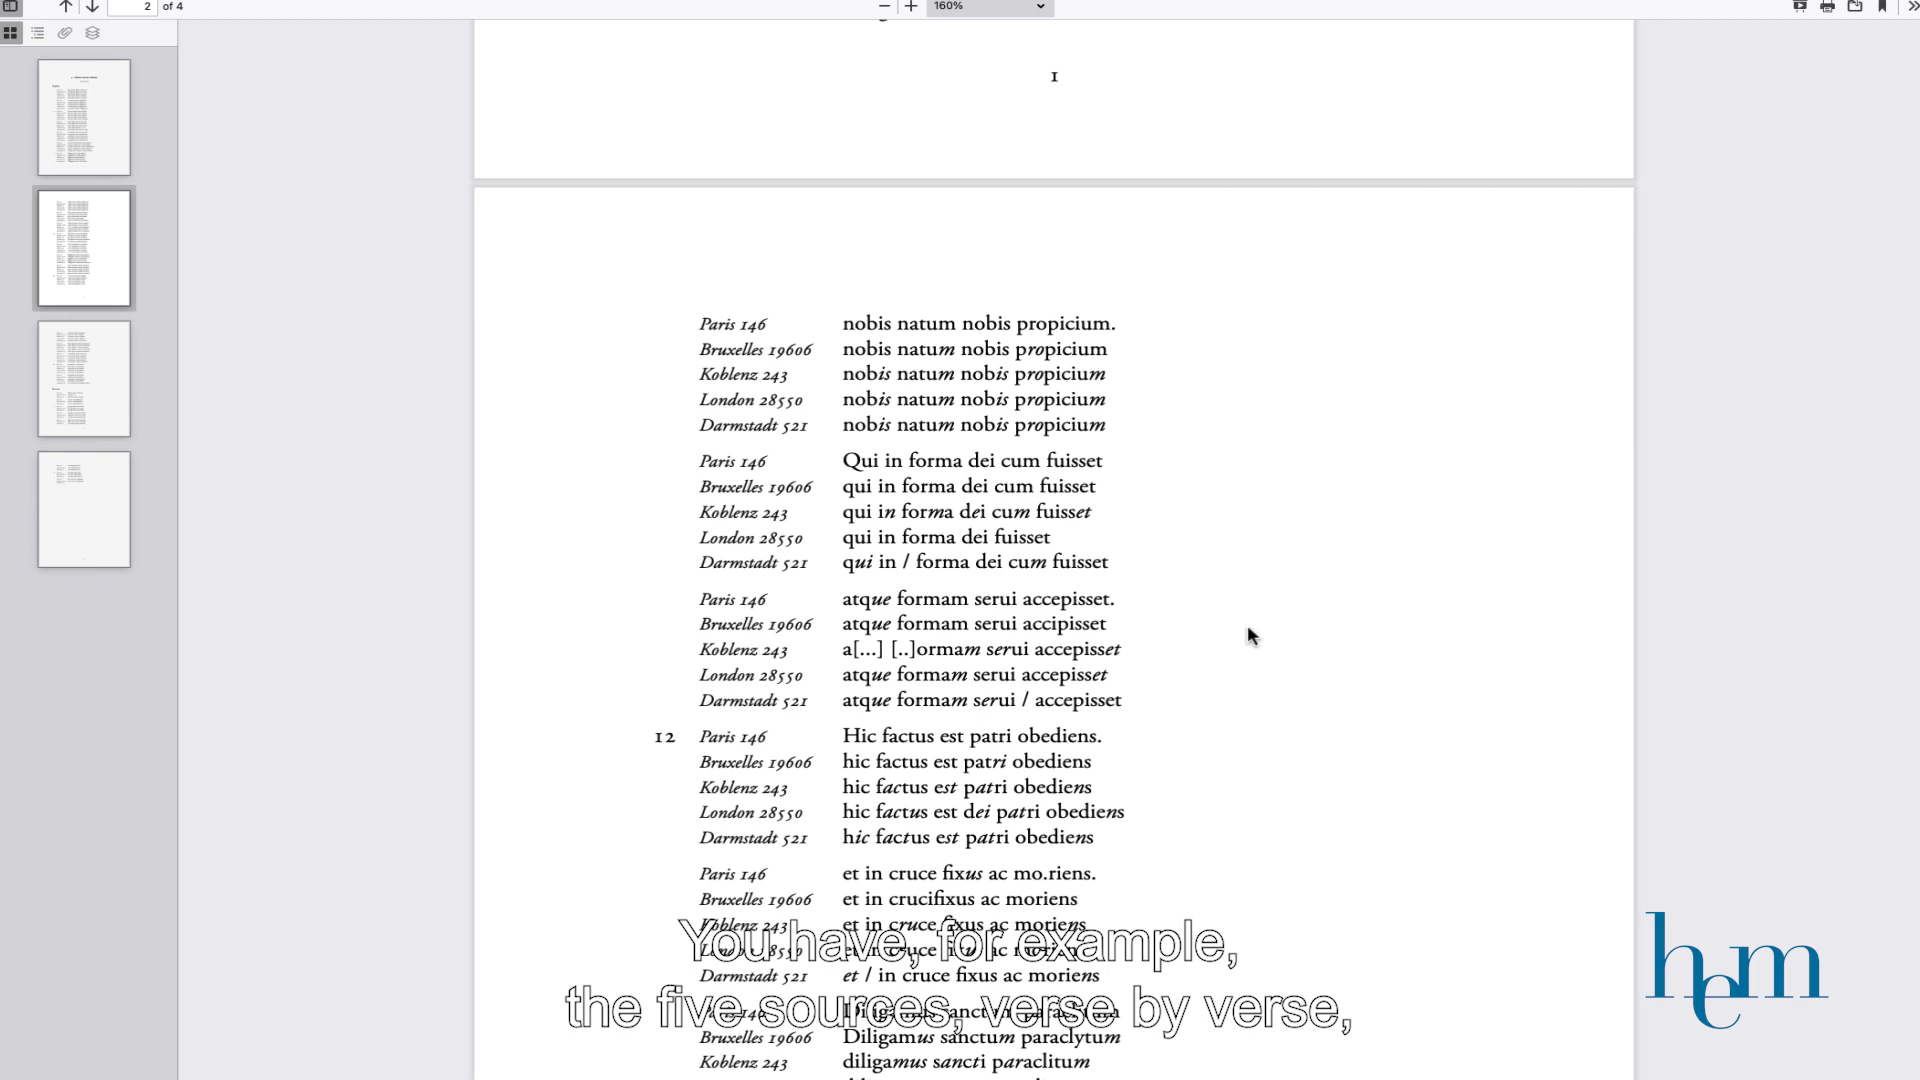 2 of 4
160%
1
Paris 146 nobis natum nobis propicium.
Bruxelles 19606 nobis natum nobis propicium
Koblenz 243 nobis natum nobis propicium
London 28550 nobis natum nobis propicium
Darmstadt 521 nobis natum nobis propicium
Paris 146 Qui in forma dei cum fuisset
Bruxelles 19606 qui in forma dei cum fuisset
Koblenz 243 qui in forma dei cum fuisset
London 28550 qui in forma dei fuisset
Darmstadt 521 qui in / forma dei cum fuisset
Paris 146 atque formam serui accepisset.
Bruxelles 19606 atque formam serui accipisset
Koblenz 243 a[...] [..]ormam serui accepisset
London 28550 atque formam serui accepisset
Darmstadt 521 atque formam serui / accepisset
12 Paris 146 Hic factus est patri obediens.
Bruxelles 19606 hic factus est patri obediens
Koblenz 243 hic factus est patri obediens
London 28550 hic factus est dei patri obediens
Darmstadt 521 hic factus est patri obediens
Paris 146 et in cruce fixus ac mo.riens.
Bruxelles 19606 et in crucifixus ac moriens
Koblenz 243 et in cruce fixus ac moriens
London 28550 et in cruce ac
Darmstadt 521 et / in cruce fixus ac moriens
Paris 146 Diligamus sanctum
Bruxelles 19606 Diligamus sanctum paraclytum
Koblenz 243 diligamus sancti paraclitum
You have, for example,
the five sources, verse by verse,
hem